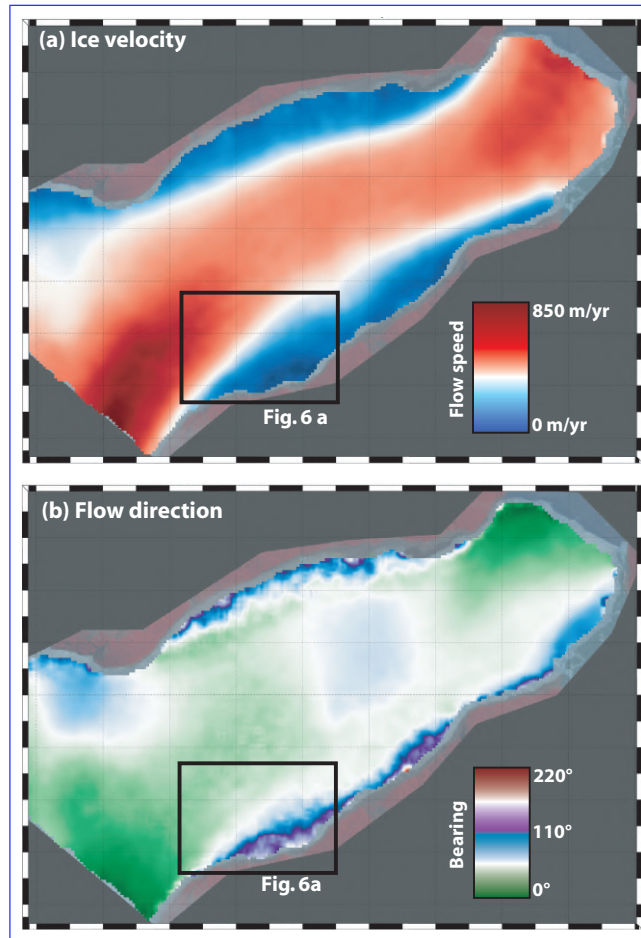 (a) Ice velocity
850 m/yr
Flow speed
0 m/yr
Fig. 6 a
(b) Flow direction
220°
110°
Bearing
0°
Fig. 6a